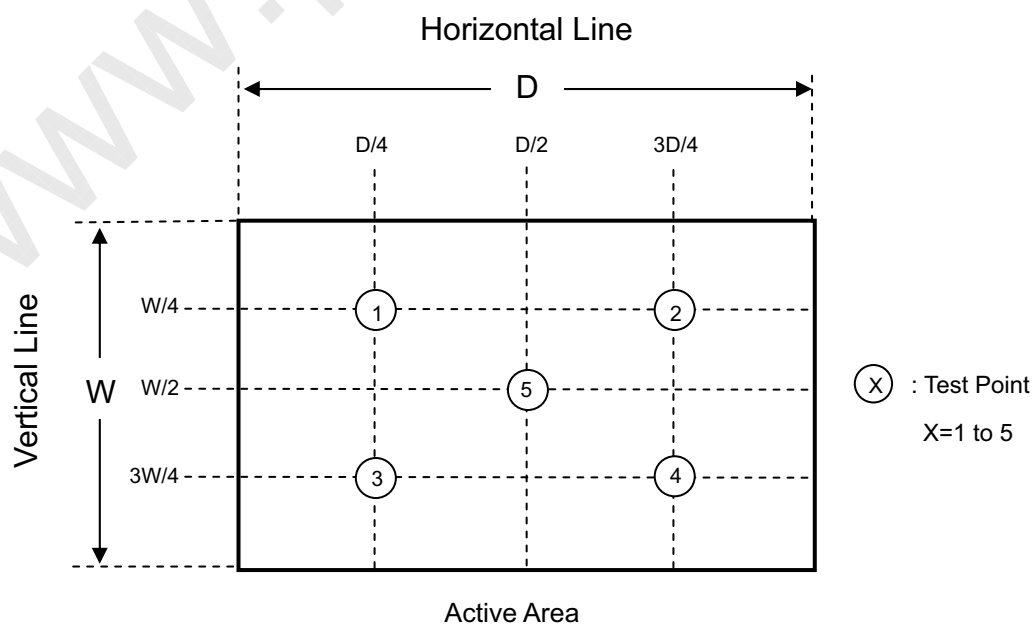 www.p
Horizontal Line
D
D/4 D/2 3D/4
W/4
1
2
Vertical Line
W
W/2
5
X : Test Point
X=1 to 5
3W/4
3
4
Active Area